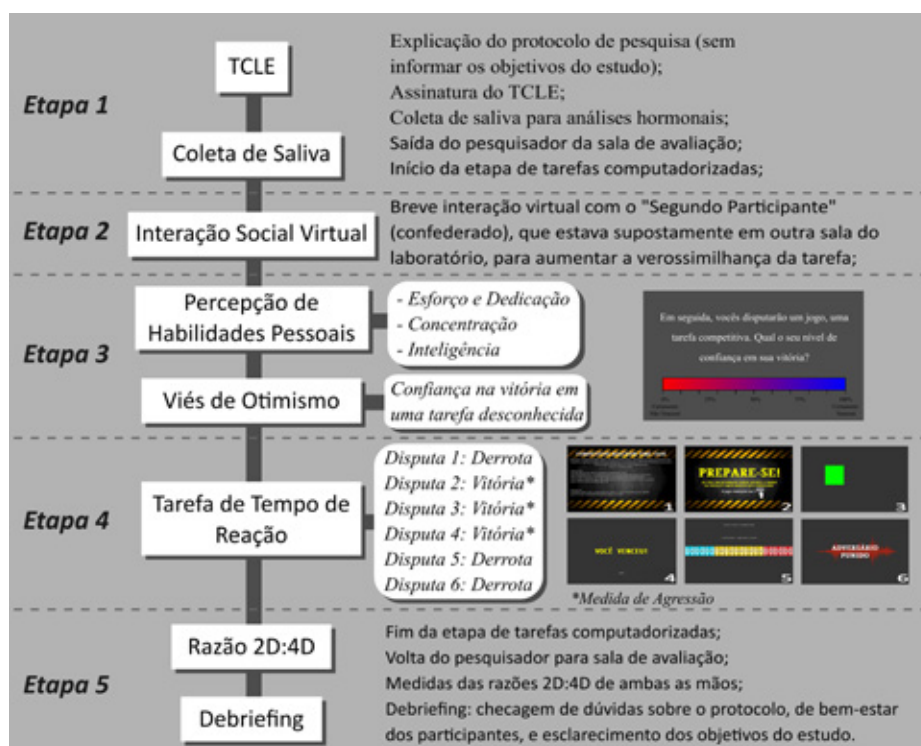 Etapa 1
TCLE
Coleta de Saliva
Explicação do protocolo de pesquisa (sem
informar os objetivos do estudo);
Assinatura do TCLE;
Coleta de saliva para análises hormonais;
Saída do pesquisador da sala de avaliação;
Início da etapa de tarefas computadorizadas;
Etapa 2
Interação Social Virtual
Breve interação virtual com o "Segundo Participante"
(confederado), que estava supostamente em outra sala do
laboratório, para aumentar a verossimilhança da tarefa;
Etapa 3
Percepção de
Habilidades Pessoais
- Esforço e Dedicação
- Concentração
- Inteligência
Viés de Otimismo
Confiança na vitória em
uma tarefa desconhecida
Em seguida, vocês disputarão um jogo, uma
tarefa competitiva. Qual o seu nível de
confiança em sua vitória?
Etapa 4
Tarefa de Tempo de
Reação
Disputa 1: Derrota
Disputa 2: Vitória*
Disputa 3: Vitória*
Disputa 4: Vitória*
Disputa 5: Derrota
Disputa 6: Derrota
1
PREPARE-SE!
2
3
VOCÊ VENCEU!
4
5
ADVERSÁRIO
PUNIDO
6
*Medida de Agressão
Etapa 5
Razão 2D:4D
Debriefing
Fim da etapa de tarefas computadorizadas;
Volta do pesquisador para sala de avaliação;
Medidas das razões 2D:4D de ambas as mãos;
Debriefing: checagem de dúvidas sobre o protocolo, de bem-estar
dos participantes, e esclarecimento dos objetivos do estudo.